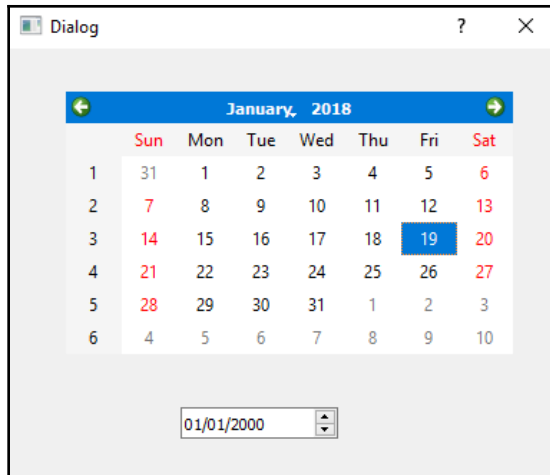 Dialog ?
January, 2018
Sun Mon Tue Wed Thu Fri Sat
1 31 1 2 3 4 5 6
2 7 8 9 10 11 12 13
3 14 15 16 17 18 19 20
4 21 22 23 24 25 26 27
5 28 29 30 31 1 2 3
6 4 5 6 7 8 9 10
01/01/2000